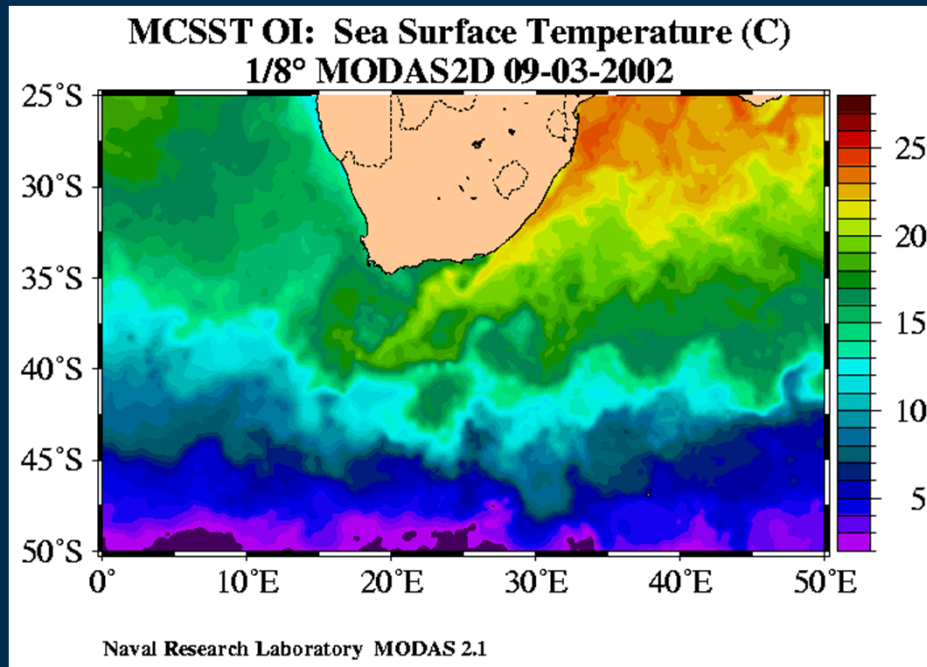 MCSST OI: Sea Surface Temperature (C)
1/8° MODAS2D 09-03-2002
25°S
30°S
35°S
40°S
45°S
50°S
0°
10°E
20°E
30°E
40°E
50°E
25
20
15
10
5
Naval Research Laboratory MODAS 2.1